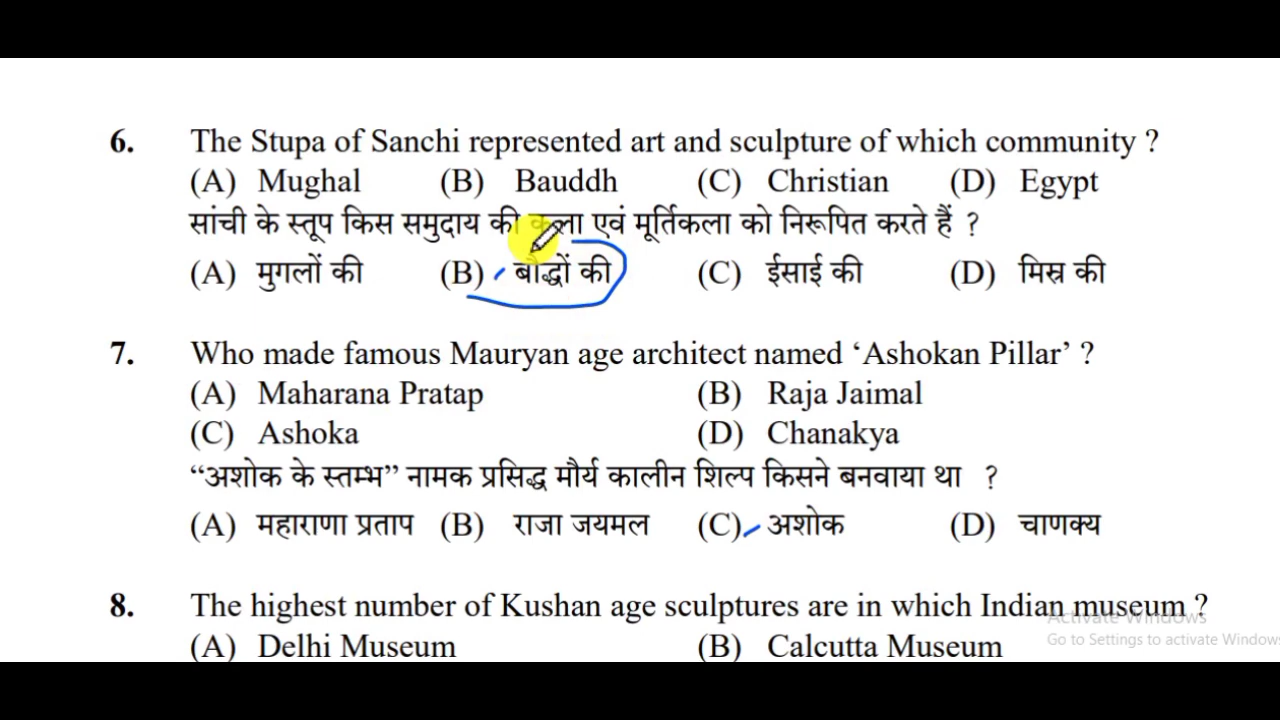 6. The Stupa of Sanchi represented art and sculpture of which community ?
(A) Mughal (B) Bauddh (C) Christian (D) Egypt
सांची के स्तूप किस समुदाय की कला एवं मूर्तिकला को निरूपित करते हैं ?
(A) मुगलों की (B) बौद्धों की (C) ईसाई की (D) मिस्र की
7. Who made famous Mauryan age architect named ‘Ashokan Pillar’ ?
(A) Maharana Pratap (B) Raja Jaimal
(C) Ashoka (D) Chanakya
“अशोक के स्तम्भ” नामक प्रसिद्ध मौर्य कालीन शिल्प किसने बनवाया था ?
(A) महाराणा प्रताप (B) राजा जयमल (C) अशोक (D) चाणक्य
8. The highest number of Kushan age sculptures are in which Indian museum ?
(A) Delhi Museum (B) Calcutta Museum
Activate Windows
Go to Settings to activate Windows